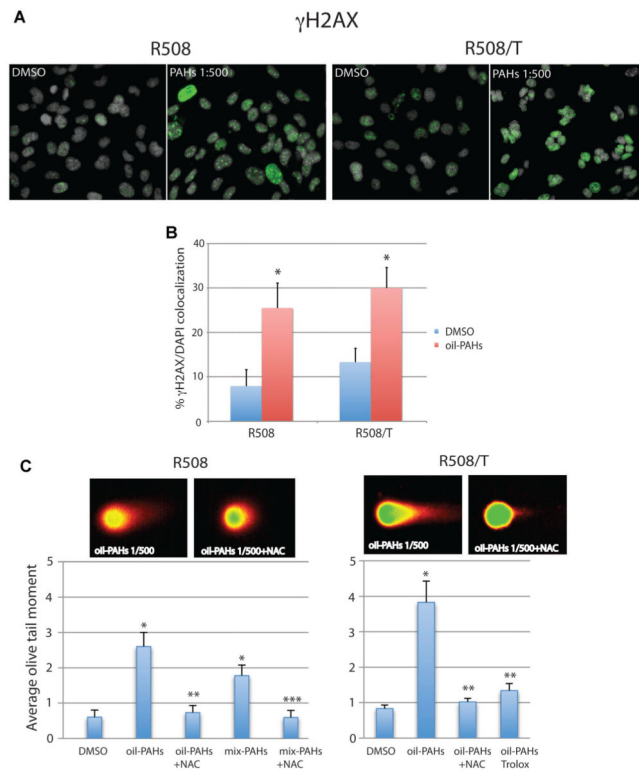 A
γH2AX
R508
R508/T
DMSO
PAHs 1:500
DMSO
PAHs 1:500
B
% γH2AX/DAPI colocalization
40
30
20
10
0
*
*
R508
R508/T
DMSO
oil-PAHs
C
R508
R508/T
oil-PAHs 1/500
oil-PAHs 1/500+NAC
oil-PAHs 1/500
oil-PAHs 1/500+NAC
Average olive tail moment
5
4
3
2
1
0
*
**
*
***
DMSO
oil-PAHs
oil-PAHs
+NAC
mix-PAHs
mix-PAHs
+NAC
5
4
3
2
1
0
*
**
**
DMSO
oil-PAHs
oil-PAHs
+NAC
oil-PAHs
Trolox